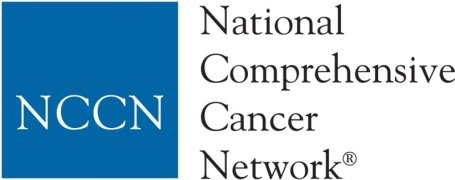 NCCN
National
Comprehensive
Cancer
Network®